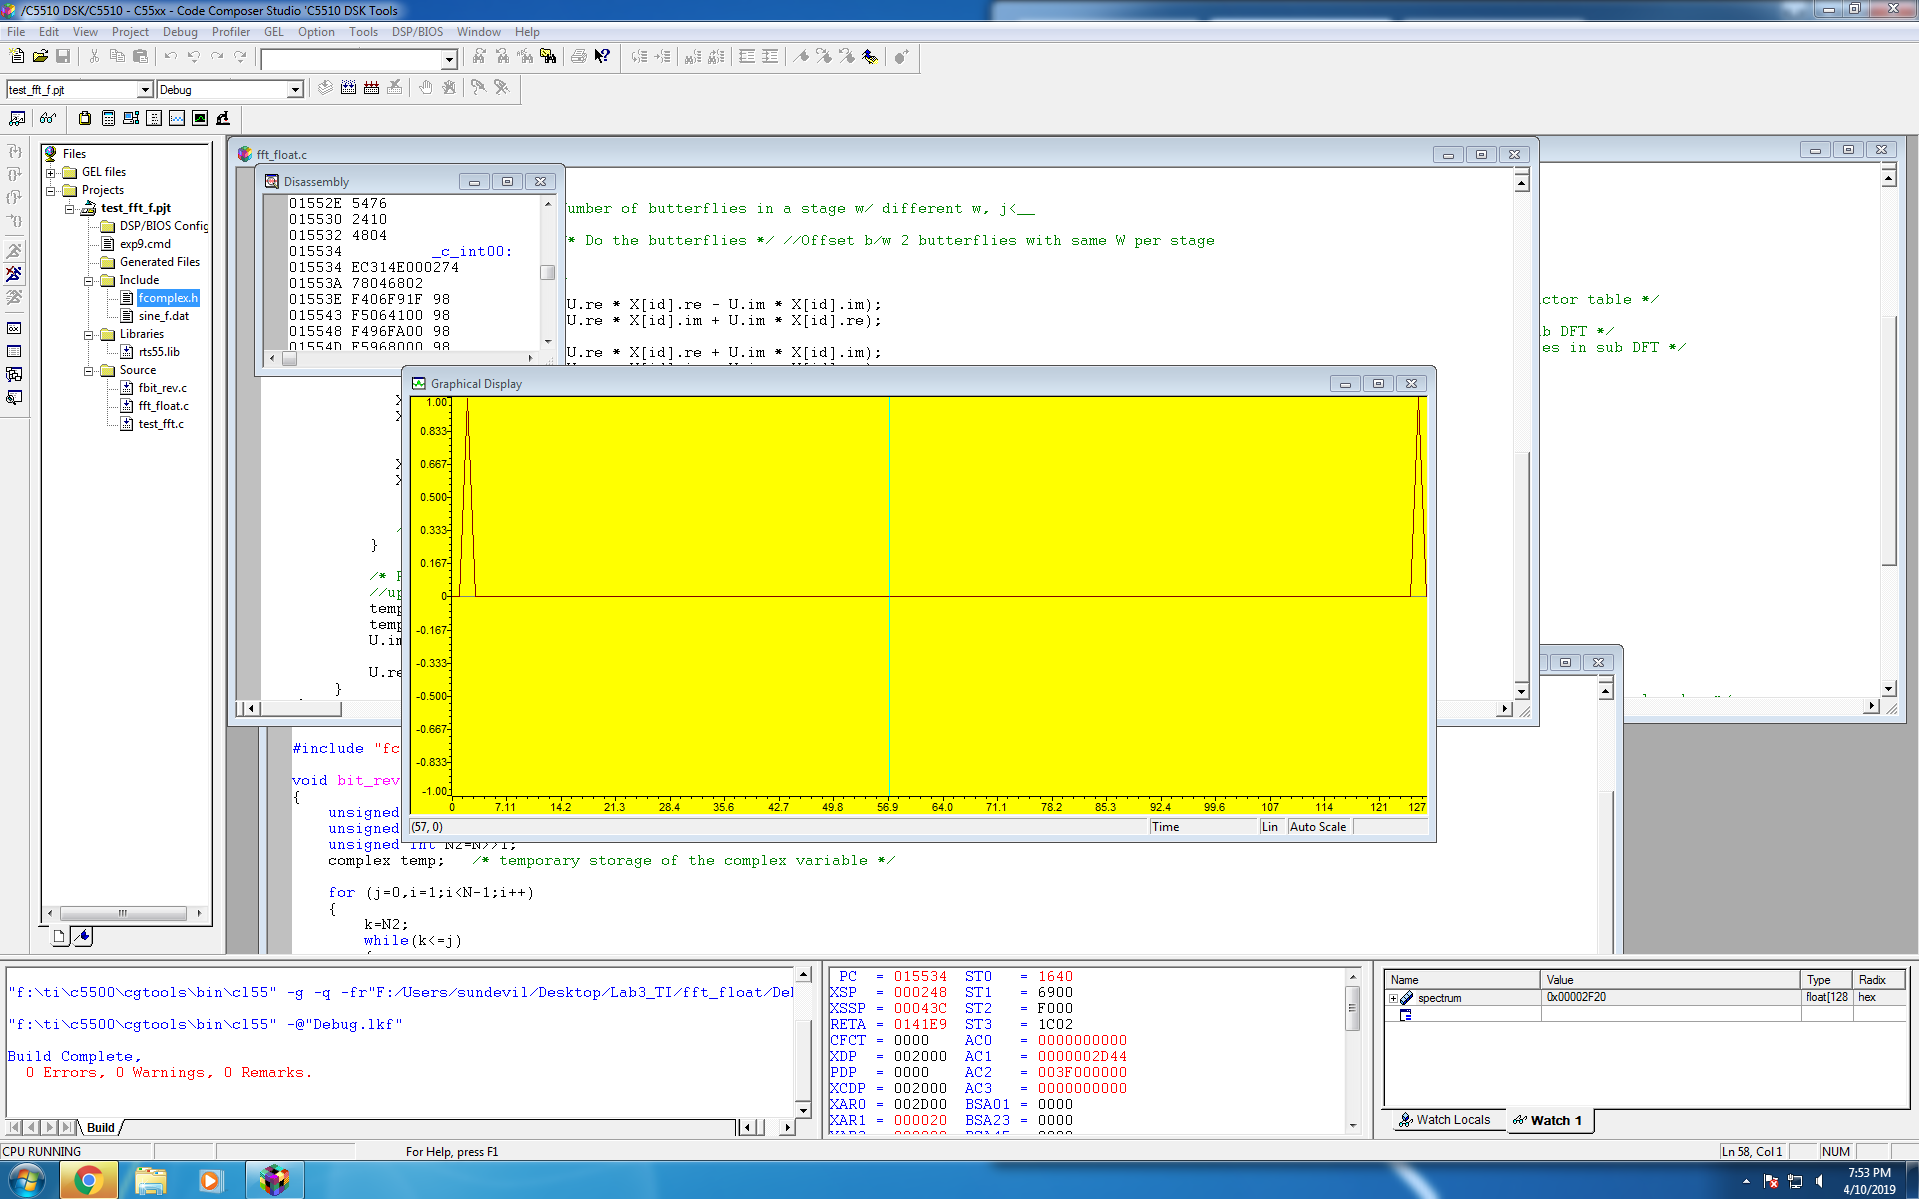 /C5510 DSK/C5510 - C55xx - Code Composer Studio 'C5510 DSK Tools
File Edit View Project Debug Profiler GEL Option Tools DSP/BIOS Window Help
test_fft_f.pjt Debug
Files
GEL files
Projects
test_fft_f.pjt
DSP/BIOS Config
exp9.cmd
Generated Files
Include
fcomplex.h
sine_f.dat
Libraries
rts55.lib
Source
fbit_rev.c
fft_float.c
test_fft.c
fft_float.c
Disassembly
01552E 5476
015530 2410
015532 4804
015534 _c_int00:
015534 EC314E000274
01553A 78046802
01553E F406F91F 98
015543 F5064100 98
015548 F496FA00 98
01554D F5968000 98
umber of butterflies in a stage w/ different w, j<__
* Do the butterflies */ //Offset b/w 2 butterflies with same W per stage
U.re * X[id].re - U.im * X[id].im);
U.re * X[id].im + U.im * X[id].re);
U.re * X[id].re + U.im * X[id].im);
ctor table */
b DFT */
es in sub DFT */
X
X
X
X
/
}
/* R
//up
temp
temp
U.im
U.re
}
Graphical Display
1.00
0.833
0.667
0.500
0.333
0.167
0
-0.167
-0.333
-0.500
-0.667
-0.833
-1.00
0 7.11 14.2 21.3 28.4 35.6 42.7 49.8 56.9 64.0 71.1 78.2 85.3 92.4 99.6 107 114 121 127
(57, 0) Time Lin Auto Scale
#include "fc
void bit_rev
{
unsigned
unsigned
unsigned int N2=N>>1;
complex temp; /* temporary storage of the complex variable */
for (j=0,i=1;i<N-1;i++)
{
k=N2;
while(k<=j)
"f:\ti\c5500\cgtools\bin\cl55" -g -q -fr"F:/Users/sundevil/Desktop/Lab3_TI/fft_float/De
"f:\ti\c5500\cgtools\bin\cl55" -@"Debug.lkf"
Build Complete,
0 Errors, 0 Warnings, 0 Remarks.
Build
PC = 015534 ST0 = 1640
XSP = 000248 ST1 = 6900
XSSP = 00043C ST2 = F000
RETA = 0141E9 ST3 = 1C02
CFCT = 0000 AC0 = 0000000000
XDP = 002000 AC1 = 0000002D44
PDP = 0000 AC2 = 003F000000
XCDP = 002000 AC3 = 0000000000
XAR0 = 002D00 BSA01 = 0000
XAR1 = 000020 BSA23 = 0000
Name Value Type Radix
spectrum 0x00002F20 float[128 hex
Watch Locals Watch 1
CPU RUNNING For Help, press F1 Ln 58, Col 1 NUM
7:53 PM
4/10/2019